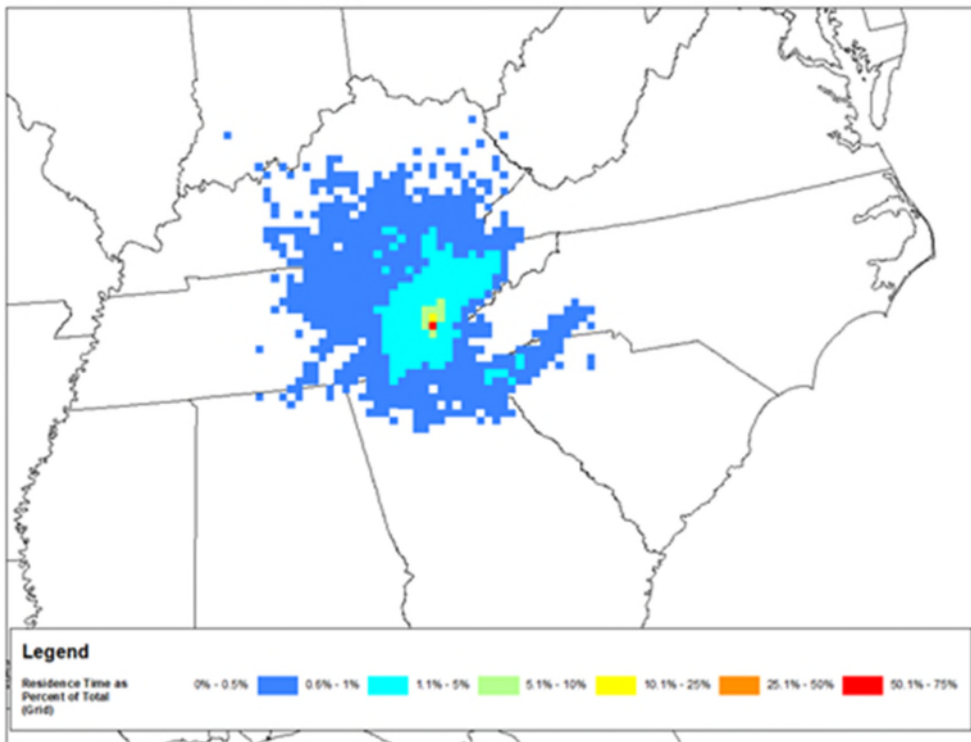 Legend
Residence Time as
Percent of Total
(Grid)
0% - 0.5% 0.6% - 1% 1.1% - 5% 5.1% - 10% 10.1% - 25% 25.1% - 50% 50.1% - 75%